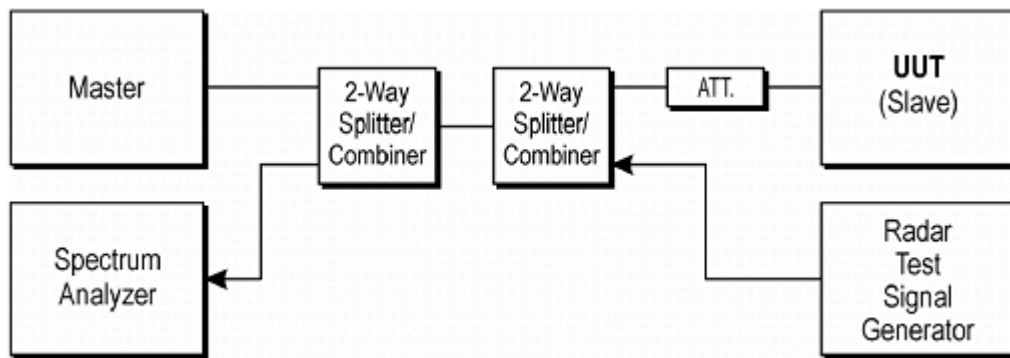 Master
2-Way
Splitter/
Combiner
2-Way
Splitter/
Combiner
ATT.
UUT
(Slave)
Spectrum
Analyzer
Radar
Test
Signal
Generator